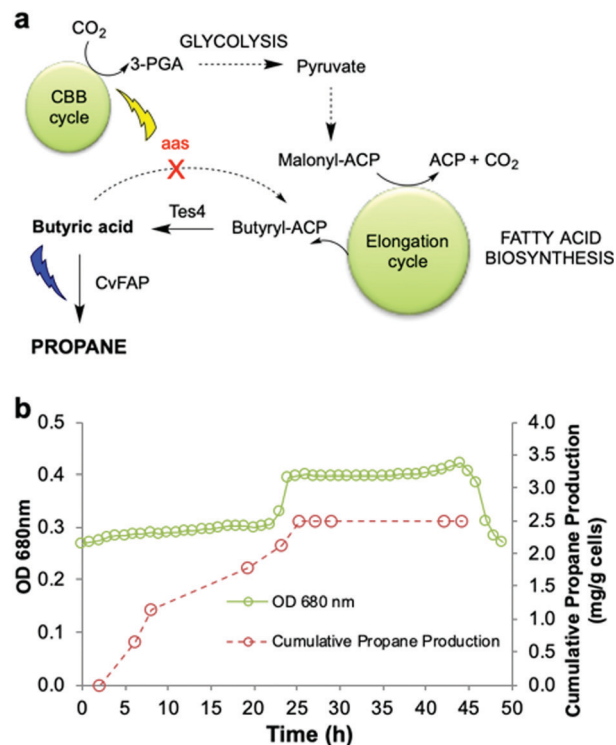 a
CO2
GLYCOLYSIS
3-PGA
Pyruvate
CBB
cycle
aas
X
Malonyl-ACP
ACP + CO2
Tes4
Butyric acid
Butyryl-ACP
Elongation
cycle
FATTY ACID
BIOSYNTHESIS
CvFAP
PROPANE
b
0.5
0.4
0.3
0.2
0.1
0.0
OD 680nm
4.0
3.5
3.0
2.5
2.0
1.5
1.0
0.5
0.0
Cumulative Propane Production
(mg/g cells)
OD 680 nm
Cumulative Propane Production
0 5 10 15 20 25 30 35 40 45 50
Time (h)